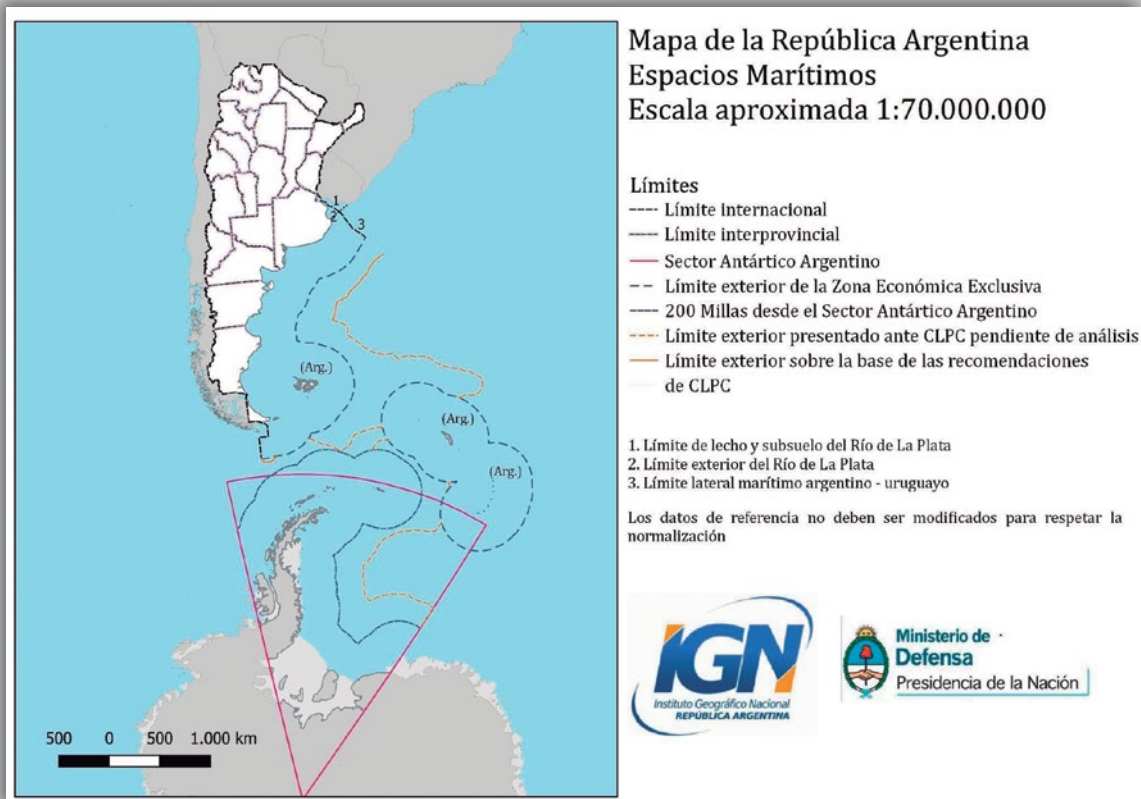 Mapa de la República Argentina
Espacios Marítimos
Escala aproximada 1:70.000.000
Límites
Límite internacional
Límite interprovincial
Sector Antártico Argentino
Límite exterior de la Zona Económica Exclusiva
200 Millas desde el Sector Antártico Argentino
Límite exterior presentado ante CLPC pendiente de análisis
Límite exterior sobre la base de las recomendaciones
de CLPC
1. Límite de lecho y subsuelo del Río de La Plata
2. Límite exterior del Río de La Plata
3. Límite lateral marítimo argentino - uruguayo
Los datos de referencia no deben ser modificados para respetar la
normalización
IGN
Instituto Geográfico Nacional
REPÚBLICA ARGENTINA
Ministerio de
Defensa
Presidencia de la Nación
1
2
3
(Arg.)
(Arg.)
(Arg.)
500 0 500 1.000 km